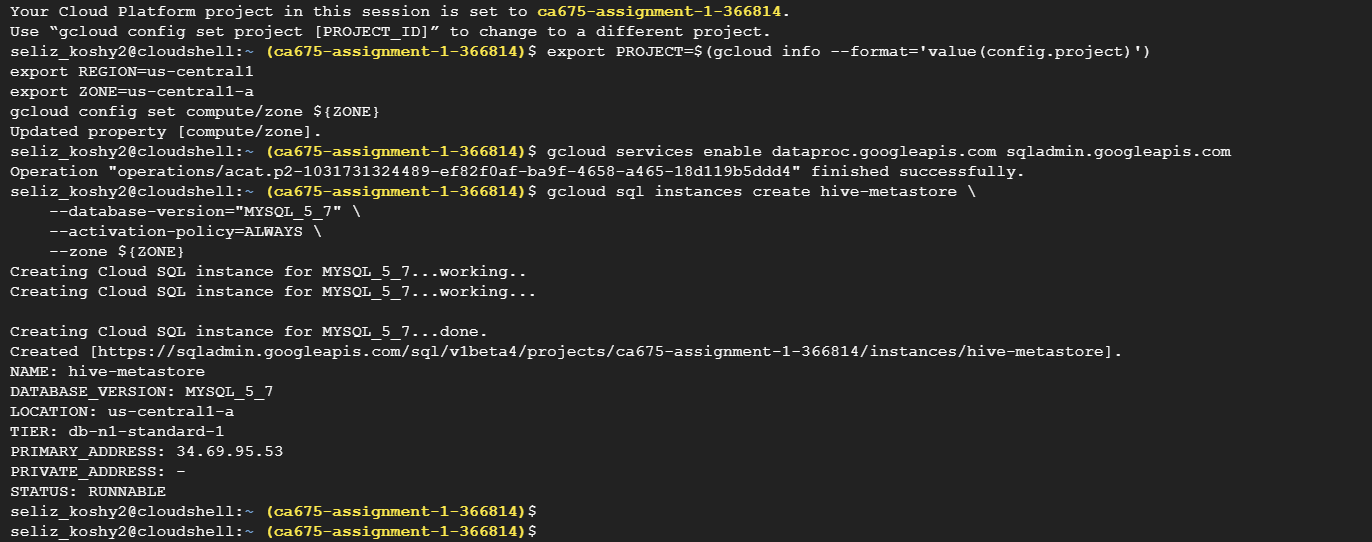 Your Cloud Platform project in this session is set to ca675-assignment-1-366814.
Use “gcloud config set project [PROJECT_ID]” to change to a different project.
seliz_koshy2@cloudshell:~ (ca675-assignment-1-366814)$ export PROJECT=$(gcloud info --format='value(config.project)')
export REGION=us-central1
export ZONE=us-central1-a
gcloud config set compute/zone ${ZONE}
Updated property [compute/zone].
seliz_koshy2@cloudshell:~ (ca675-assignment-1-366814)$ gcloud services enable dataproc.googleapis.com sqladmin.googleapis.com
Operation "operations/acat.p2-1031731324489-ef82f0af-ba9f-4658-a465-18d119b5ddd4" finished successfully.
seliz_koshy2@cloudshell:~ (ca675-assignment-1-366814)$ gcloud sql instances create hive-metastore \
    --database-version="MYSQL_5_7" \
    --activation-policy=ALWAYS \
    --zone ${ZONE}
Creating Cloud SQL instance for MYSQL_5_7...working..
Creating Cloud SQL instance for MYSQL_5_7...working...
Creating Cloud SQL instance for MYSQL_5_7...done.
Created [https://sqladmin.googleapis.com/sql/v1beta4/projects/ca675-assignment-1-366814/instances/hive-metastore].
NAME: hive-metastore
DATABASE_VERSION: MYSQL_5_7
LOCATION: us-central1-a
TIER: db-n1-standard-1
PRIMARY_ADDRESS: 34.69.95.53
PRIVATE_ADDRESS: -
STATUS: RUNNABLE
seliz_koshy2@cloudshell:~ (ca675-assignment-1-366814)$
seliz_koshy2@cloudshell:~ (ca675-assignment-1-366814)$